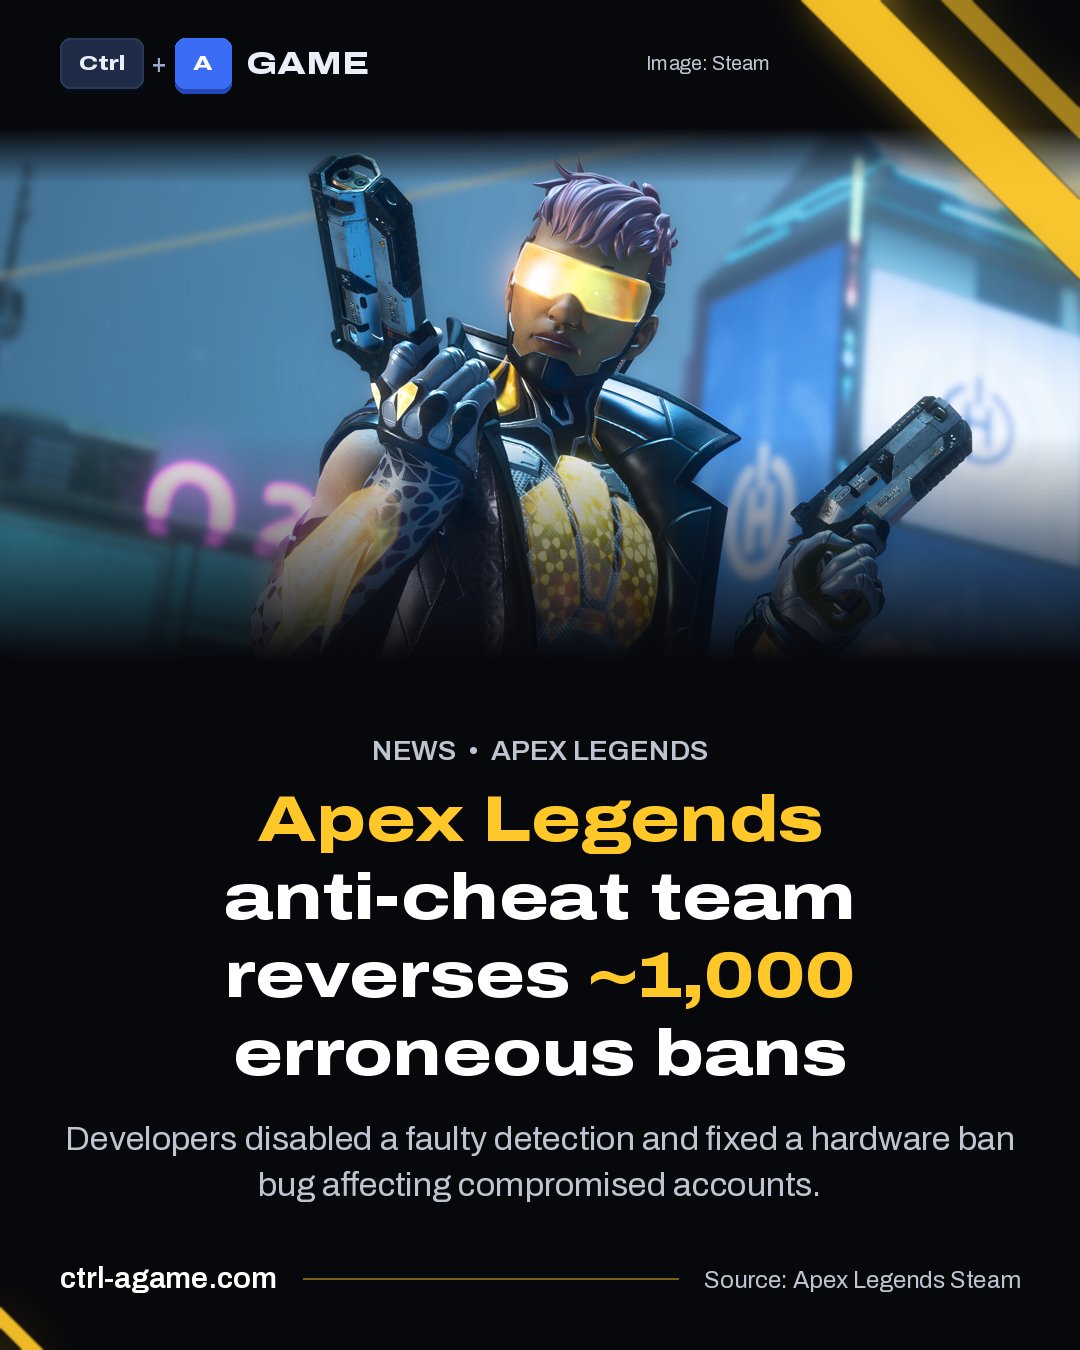 Ctrl + A GAME
Image: Steam
NEWS • APEX LEGENDS
Apex Legends
anti-cheat team
reverses ~1,000
erroneous bans
Developers disabled a faulty detection and fixed a hardware ban
bug affecting compromised accounts.
ctrl-agame.com
Source: Apex Legends Steam